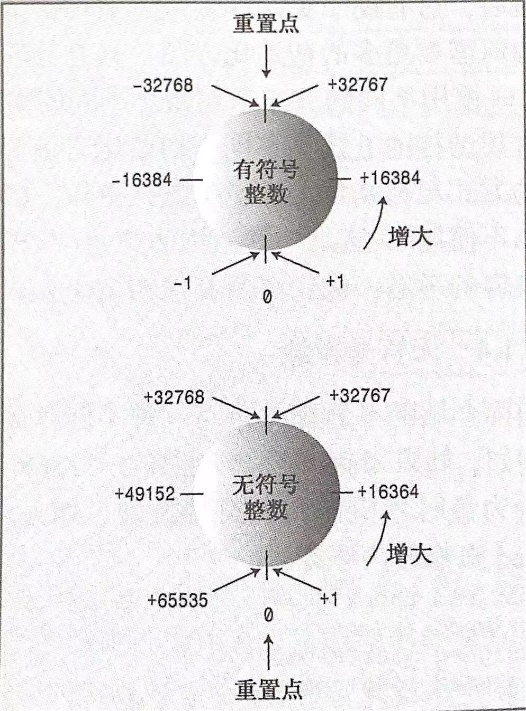 重置点
-32768
+32767
-16384
有符号
整数
+16384
增大
-1
0
+1
+32768
+32767
+49152
无符号
整数
+16364
增大
+65535
0
+1
重置点